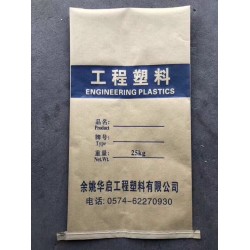 工程塑料
ENGINEERING PLASTICS
品名:
Product
牌号:
Type
重量: 25kg
Net.Wt.
余姚华启工程塑料有限公司
电话: 0574-62270930